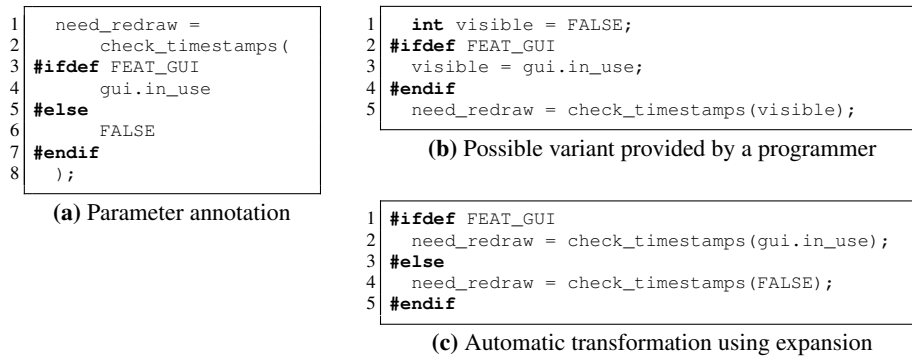 1 need_redraw =
2 check_timestamps(
3 #ifdef FEAT_GUI
4 gui.in_use
5 #else
6 FALSE
7 #endif
8 );
(a) Parameter annotation
1 int visible = FALSE;
2 #ifdef FEAT_GUI
3 visible = gui.in_use;
4 #endif
5 need_redraw = check_timestamps(visible);
(b) Possible variant provided by a programmer
1 #ifdef FEAT_GUI
2 need_redraw = check_timestamps(gui.in_use);
3 #else
4 need_redraw = check_timestamps(FALSE);
5 #endif
(c) Automatic transformation using expansion